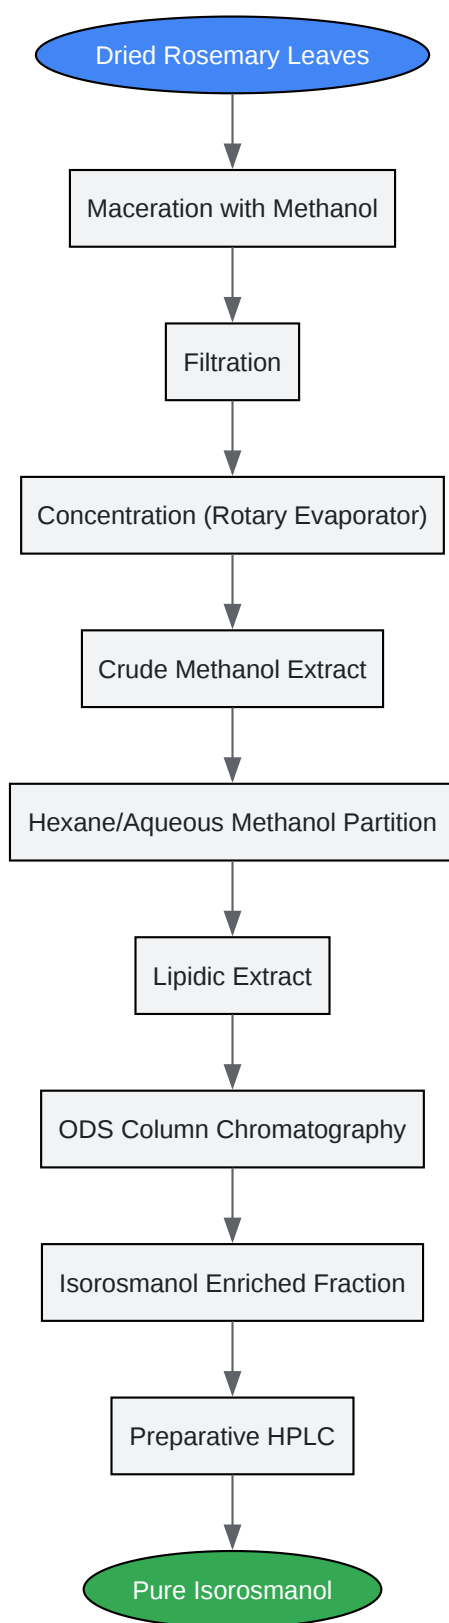 Dried Rosemary Leaves
Maceration with Methanol
Filtration
Concentration (Rotary Evaporator)
Crude Methanol Extract
Hexane/Aqueous Methanol Partition
Lipidic Extract
ODS Column Chromatography
Isorosmanol Enriched Fraction
Preparative HPLC
Pure Isorosmanol